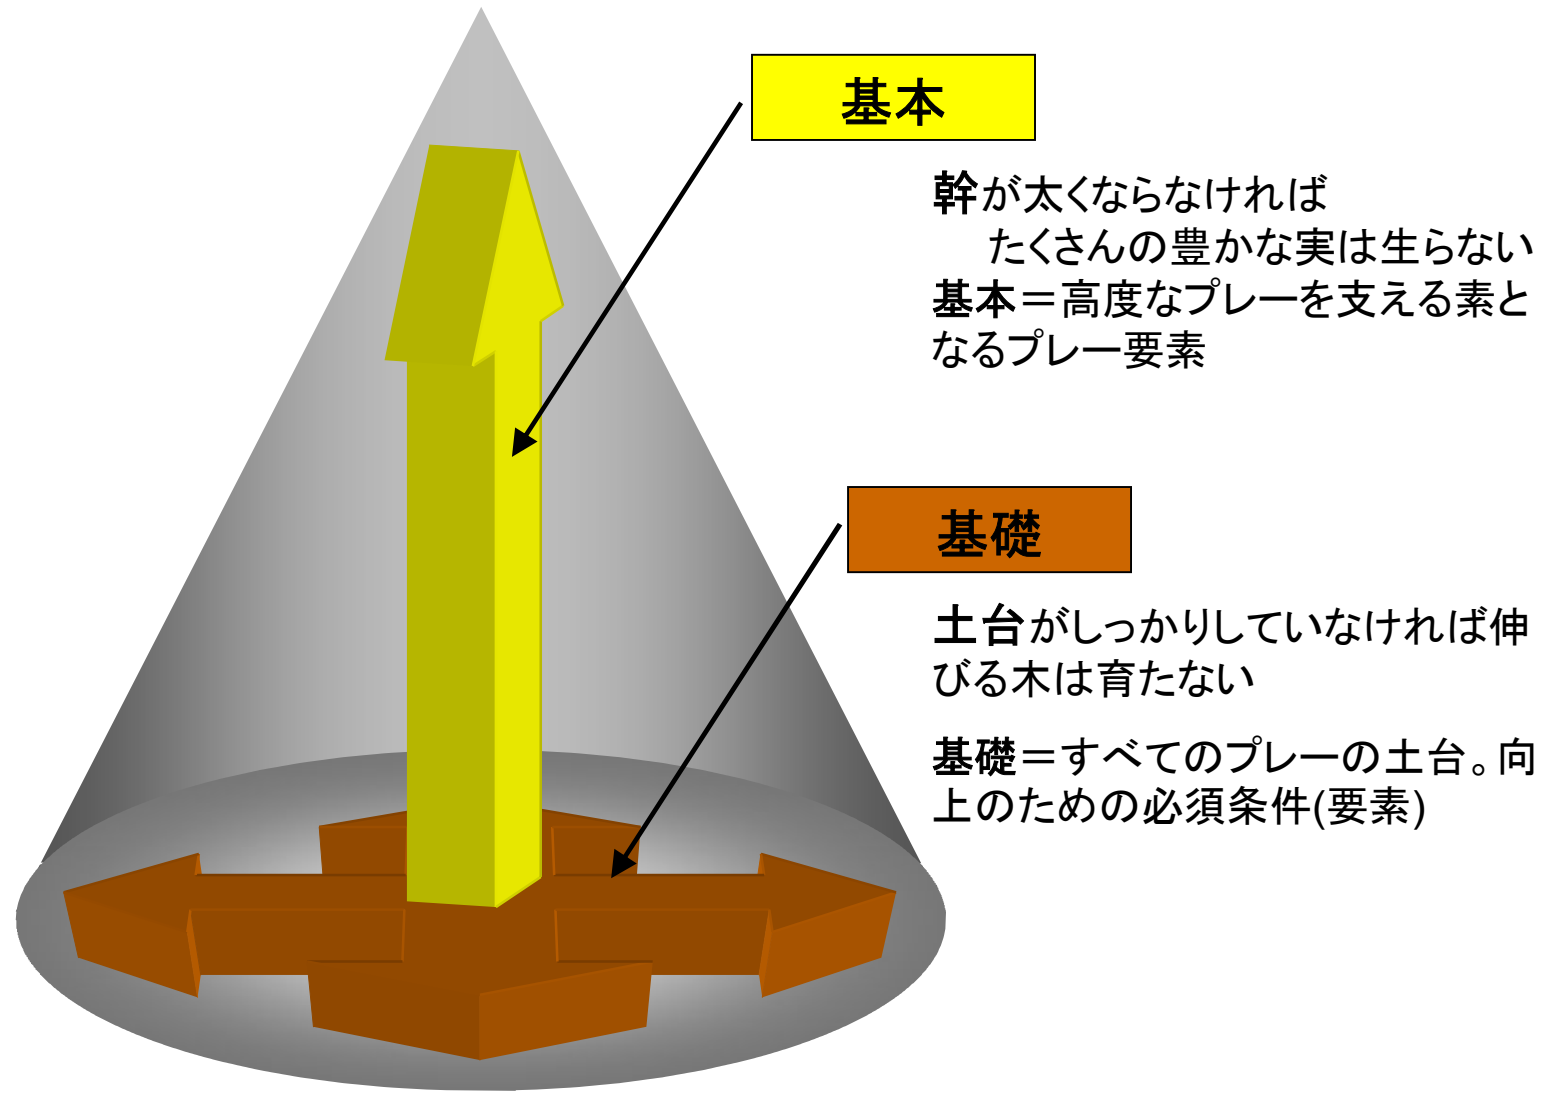 基本
幹が太くならなければ
たくさんの豊かな実は生らない
基本＝高度なプレーを支える素と
なるプレー要素
基礎
土台がしっかりしていなければ伸
びる木は育たない
基礎＝すべてのプレーの土台。向
上のための必須条件(要素)